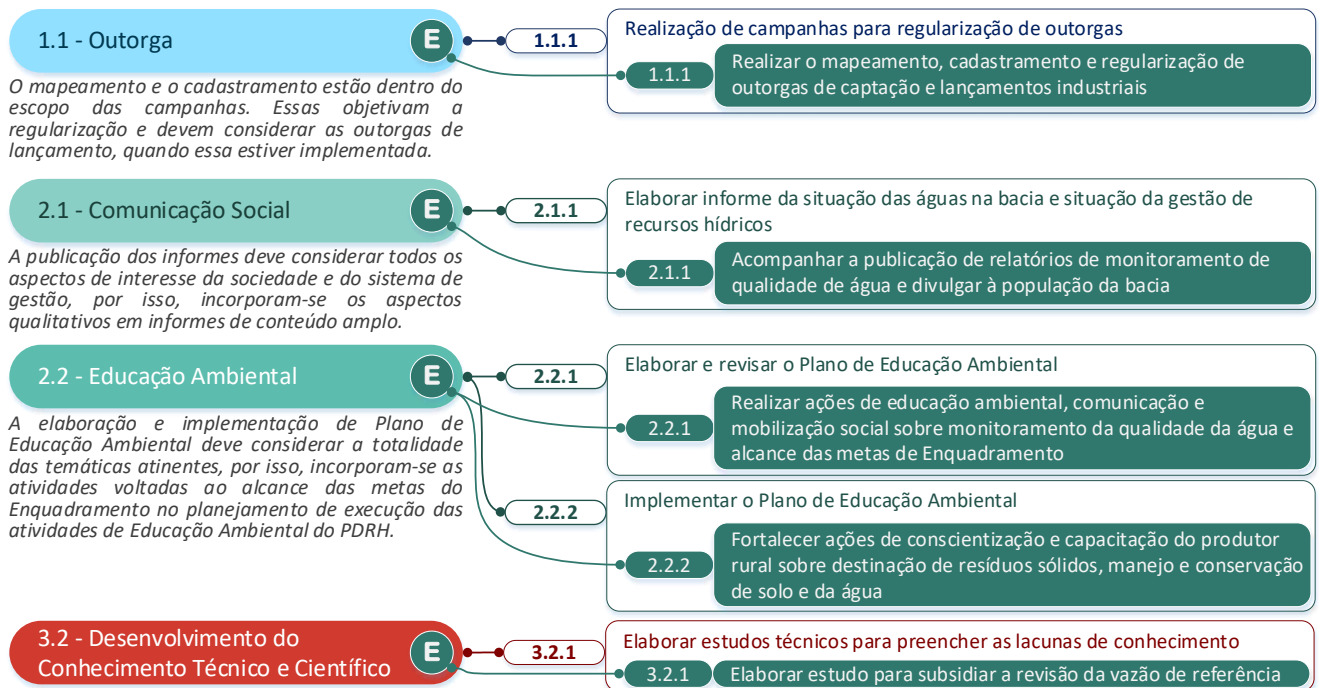 1.1 - Outorga
E
1.1.1
Realização de campanhas para regularização de outorgas
1.1.1
Realizar o mapeamento, cadastramento e regularização de
outorgas de captação e lançamentos industriais
O mapeamento e o cadastramento estão dentro do
escopo das campanhas. Essas objetivam a
regularização e devem considerar as outorgas de
lançamento, quando essa estiver implementada.
2.1 - Comunicação Social
E
2.1.1
Elaborar informe da situação das águas na bacia e situação da gestão de
recursos hídricos
2.1.1
Acompanhar a publicação de relatórios de monitoramento de
qualidade de água e divulgar à população da bacia
A publicação dos informes deve considerar todos os
aspectos de interesse da sociedade e do sistema de
gestão, por isso, incorporam-se os aspectos
qualitativos em informes de conteúdo amplo.
2.2 - Educação Ambiental
E
2.2.1
Elaborar e revisar o Plano de Educação Ambiental
2.2.1
Realizar ações de educação ambiental, comunicação e
mobilização social sobre monitoramento da qualidade da água e
alcance das metas de Enquadramento
A elaboração e implementação de Plano de
Educação Ambiental deve considerar a totalidade
das temáticas atinentes, por isso, incorporam-se as
atividades voltadas ao alcance das metas do
Enquadramento no planejamento de execução das
atividades de Educação Ambiental do PDRH.
2.2.2
Implementar o Plano de Educação Ambiental
2.2.2
Fortalecer ações de conscientização e capacitação do produtor
rural sobre destinação de resíduos sólidos, manejo e conservação
de solo e da água
3.2 - Desenvolvimento do
Conhecimento Técnico e Científico
E
3.2.1
Elaborar estudos técnicos para preencher as lacunas de conhecimento
3.2.1
Elaborar estudo para subsidiar a revisão da vazão de referência